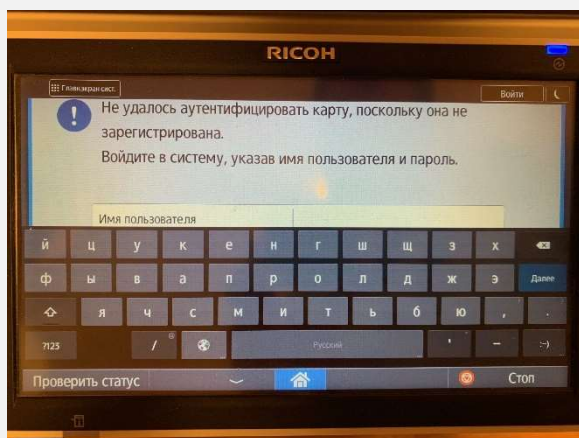 RICOH
Главн.экран сист.
Войти
Не удалось аутентифицировать карту, поскольку она не
зарегистрирована.
Войдите в систему, указав имя пользователя и пароль.
Имя пользователя
й ц у к е н г ш щ з х
ф ы в а п р о л д ж э Далее
я ч с м и т ь б ю , .
?123 / @ Русский ' - :-)
Проверить статус Стоп